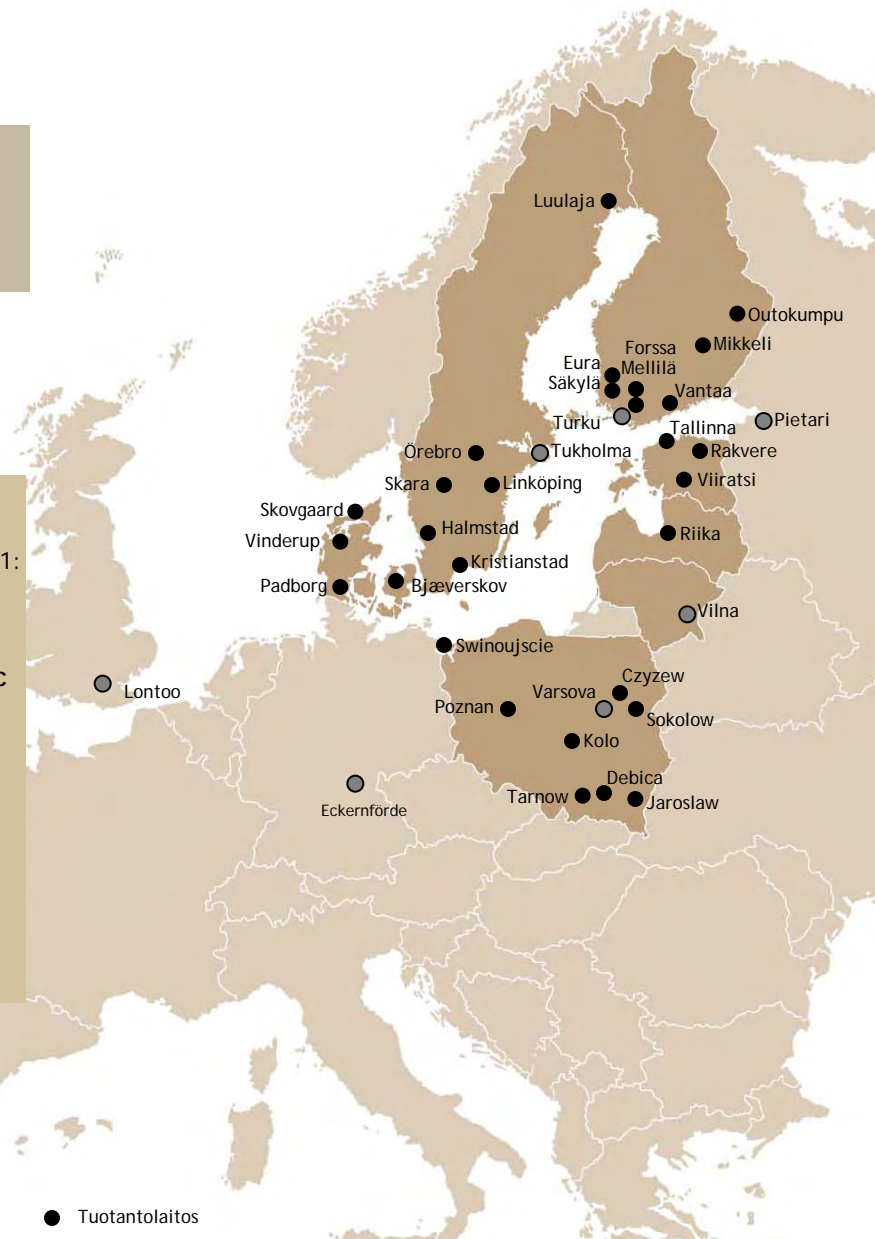 Luulaja
Outokumpu
Mikkeli
Forssa
Eura
Mellilä
Säkylä
Vantaa
Turku
Pietari
Tallinna
Örebro
Tukholma
Rakvere
Viiratsi
Skara
Linköping
Skovgaard
Halmstad
Riika
Vinderup
1:
Kristianstad
Padborg
Bjæverskov
Vilna
Swinoujscie
c
Lontoo
Czyzew
Varsova
Poznan
Sokolow
Kolo
Debica
Tarnow
Jaroslaw
Eckernförde
Tuotantolaitos